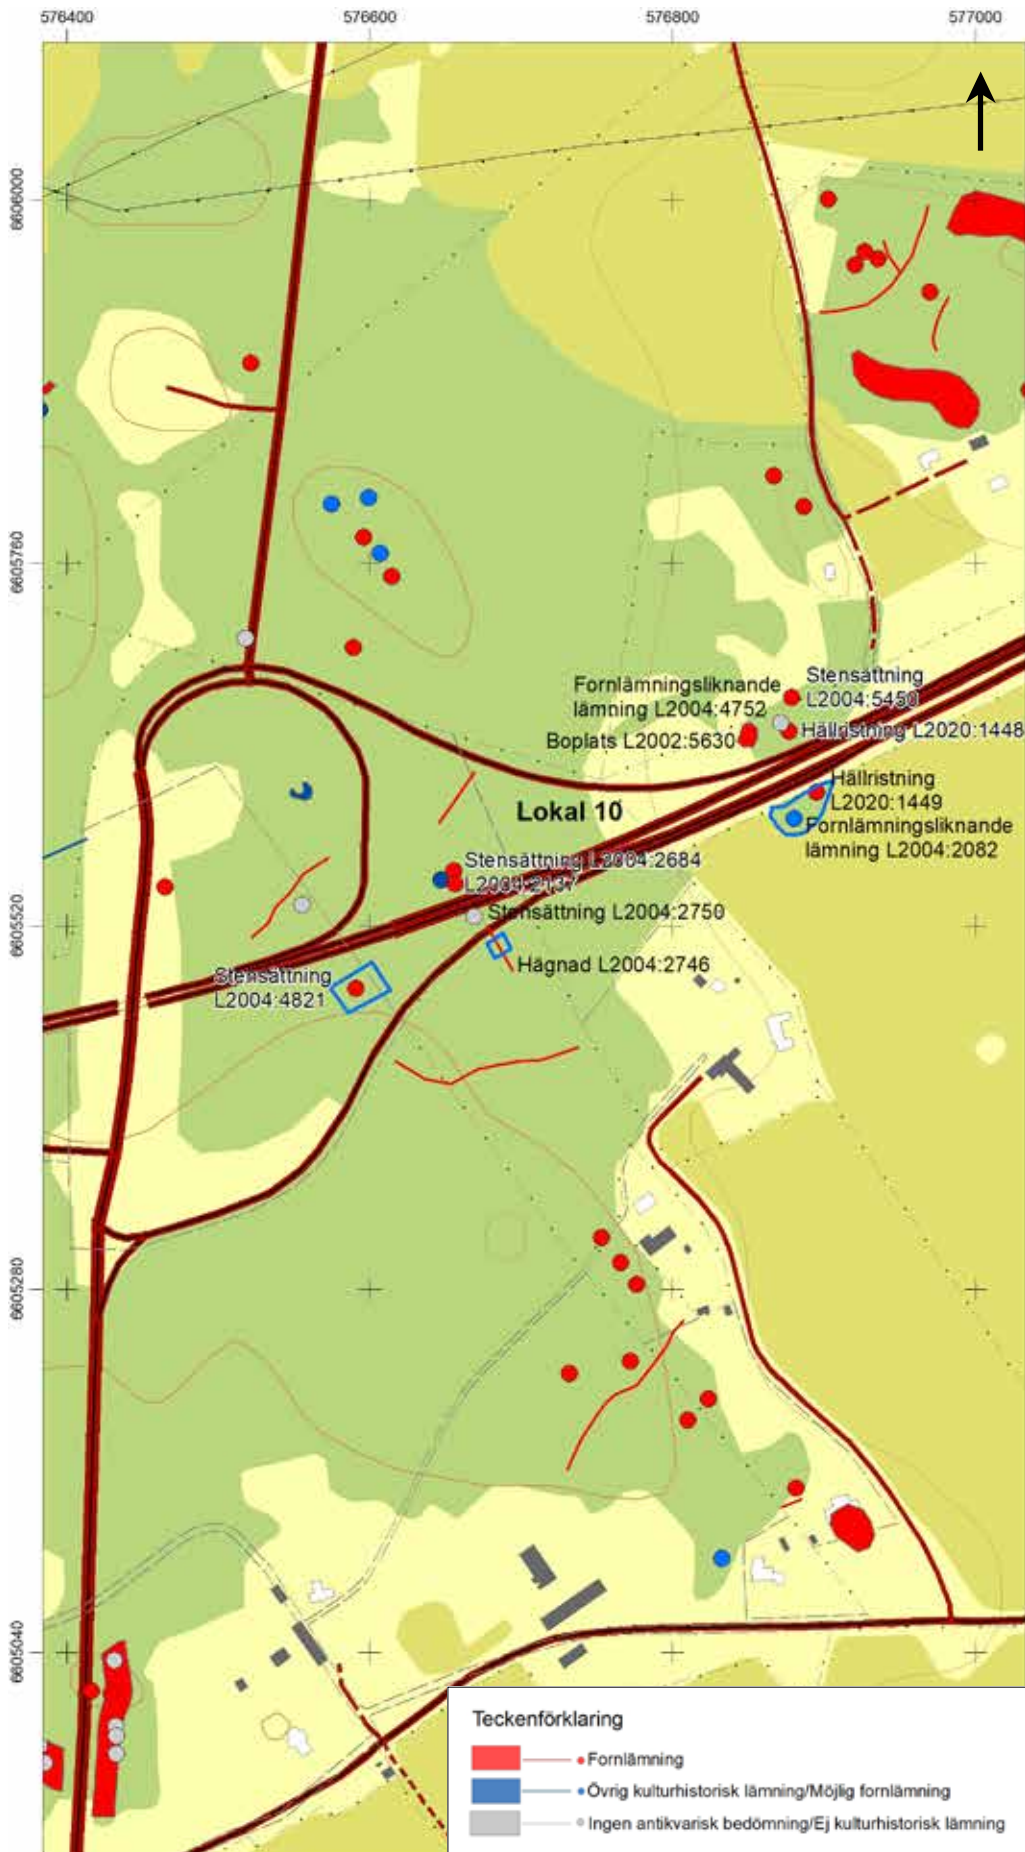 576400
576600
576800
577000
6606000
6605760
6605520
6605280
6605040
Stensättning
L2004:5450
Fornlämningsliknande
lämning L2004:4752
Hällristning L2020:1448
Boplats L2002:5630
Hällristning
L2020:1449
Lokal 10
Fornlämningsliknande
lämning L2004:2082
Stensättning L2004:2684
L2004:2137
Stensättning L2004:2750
Hägnad L2004:2746
Stensättning
L2004:4821
Teckenförklaring
Fornlämning
Övrig kulturhistorisk lämning/Möjlig fornlämning
Ingen antikvarisk bedömning/Ej kulturhistorisk lämning